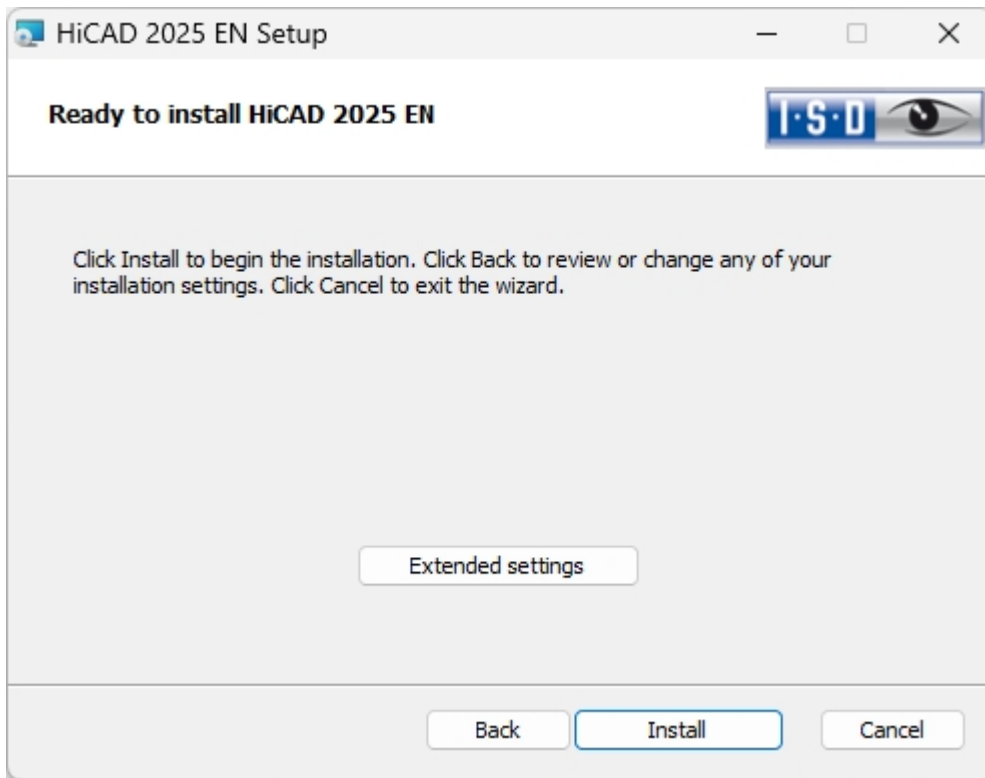 HiCAD 2025 EN Setup
Ready to install HiCAD 2025 EN
I·S·D
Click Install to begin the installation. Click Back to review or change any of your
installation settings. Click Cancel to exit the wizard.
Extended settings
Back Install Cancel